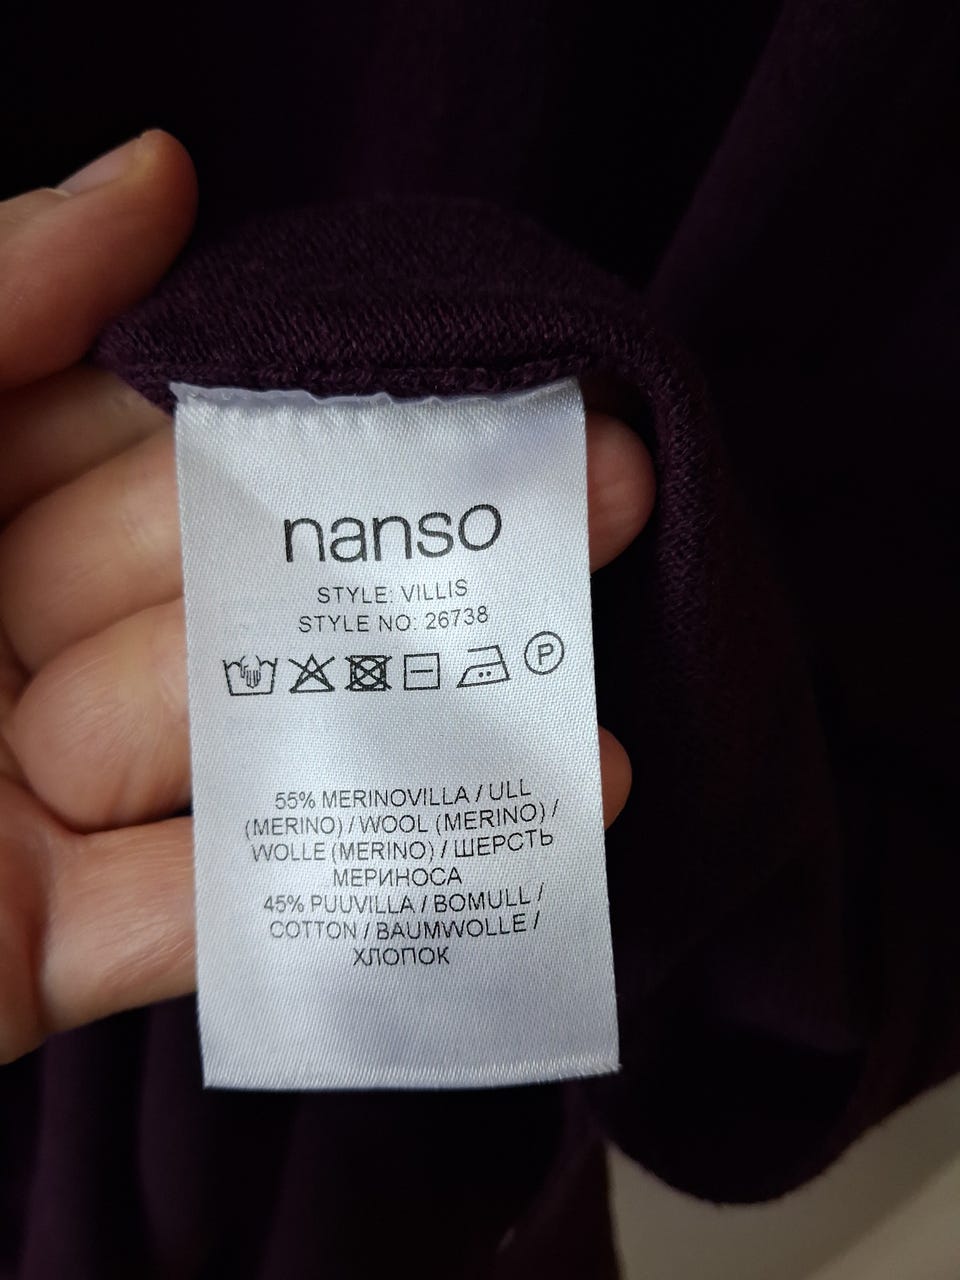 nanso
STYLE: VILLIS
STYLE NO: 26738
P
55% MERINOVILLA / ULL
(MERINO) / WOOL (MERINO) /
WOLLE (MERINO) / ШЕРСТЬ
МЕРИНОСА
45% PUUVILLA / BOMULL /
COTTON / BAUMWOLLE /
ХЛОПОК